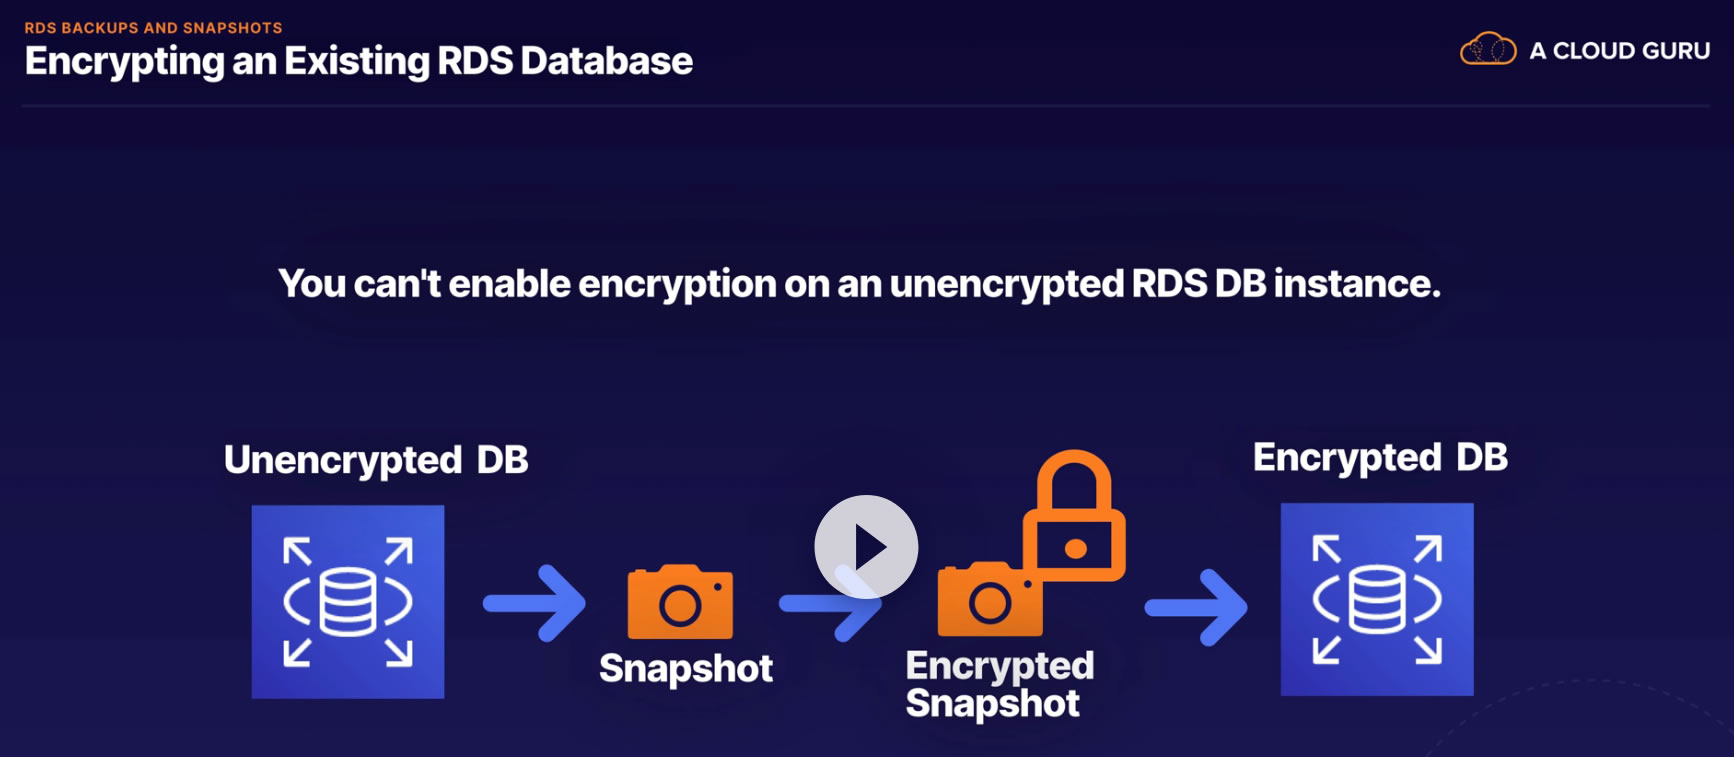 RDS BACKUPS AND SNAPSHOTS
Encrypting an Existing RDS Database
A CLOUD GURU
You can't enable encryption on an unencrypted RDS DB instance.
Unencrypted DB
Encrypted DB
Snapshot
Encrypted
Snapshot